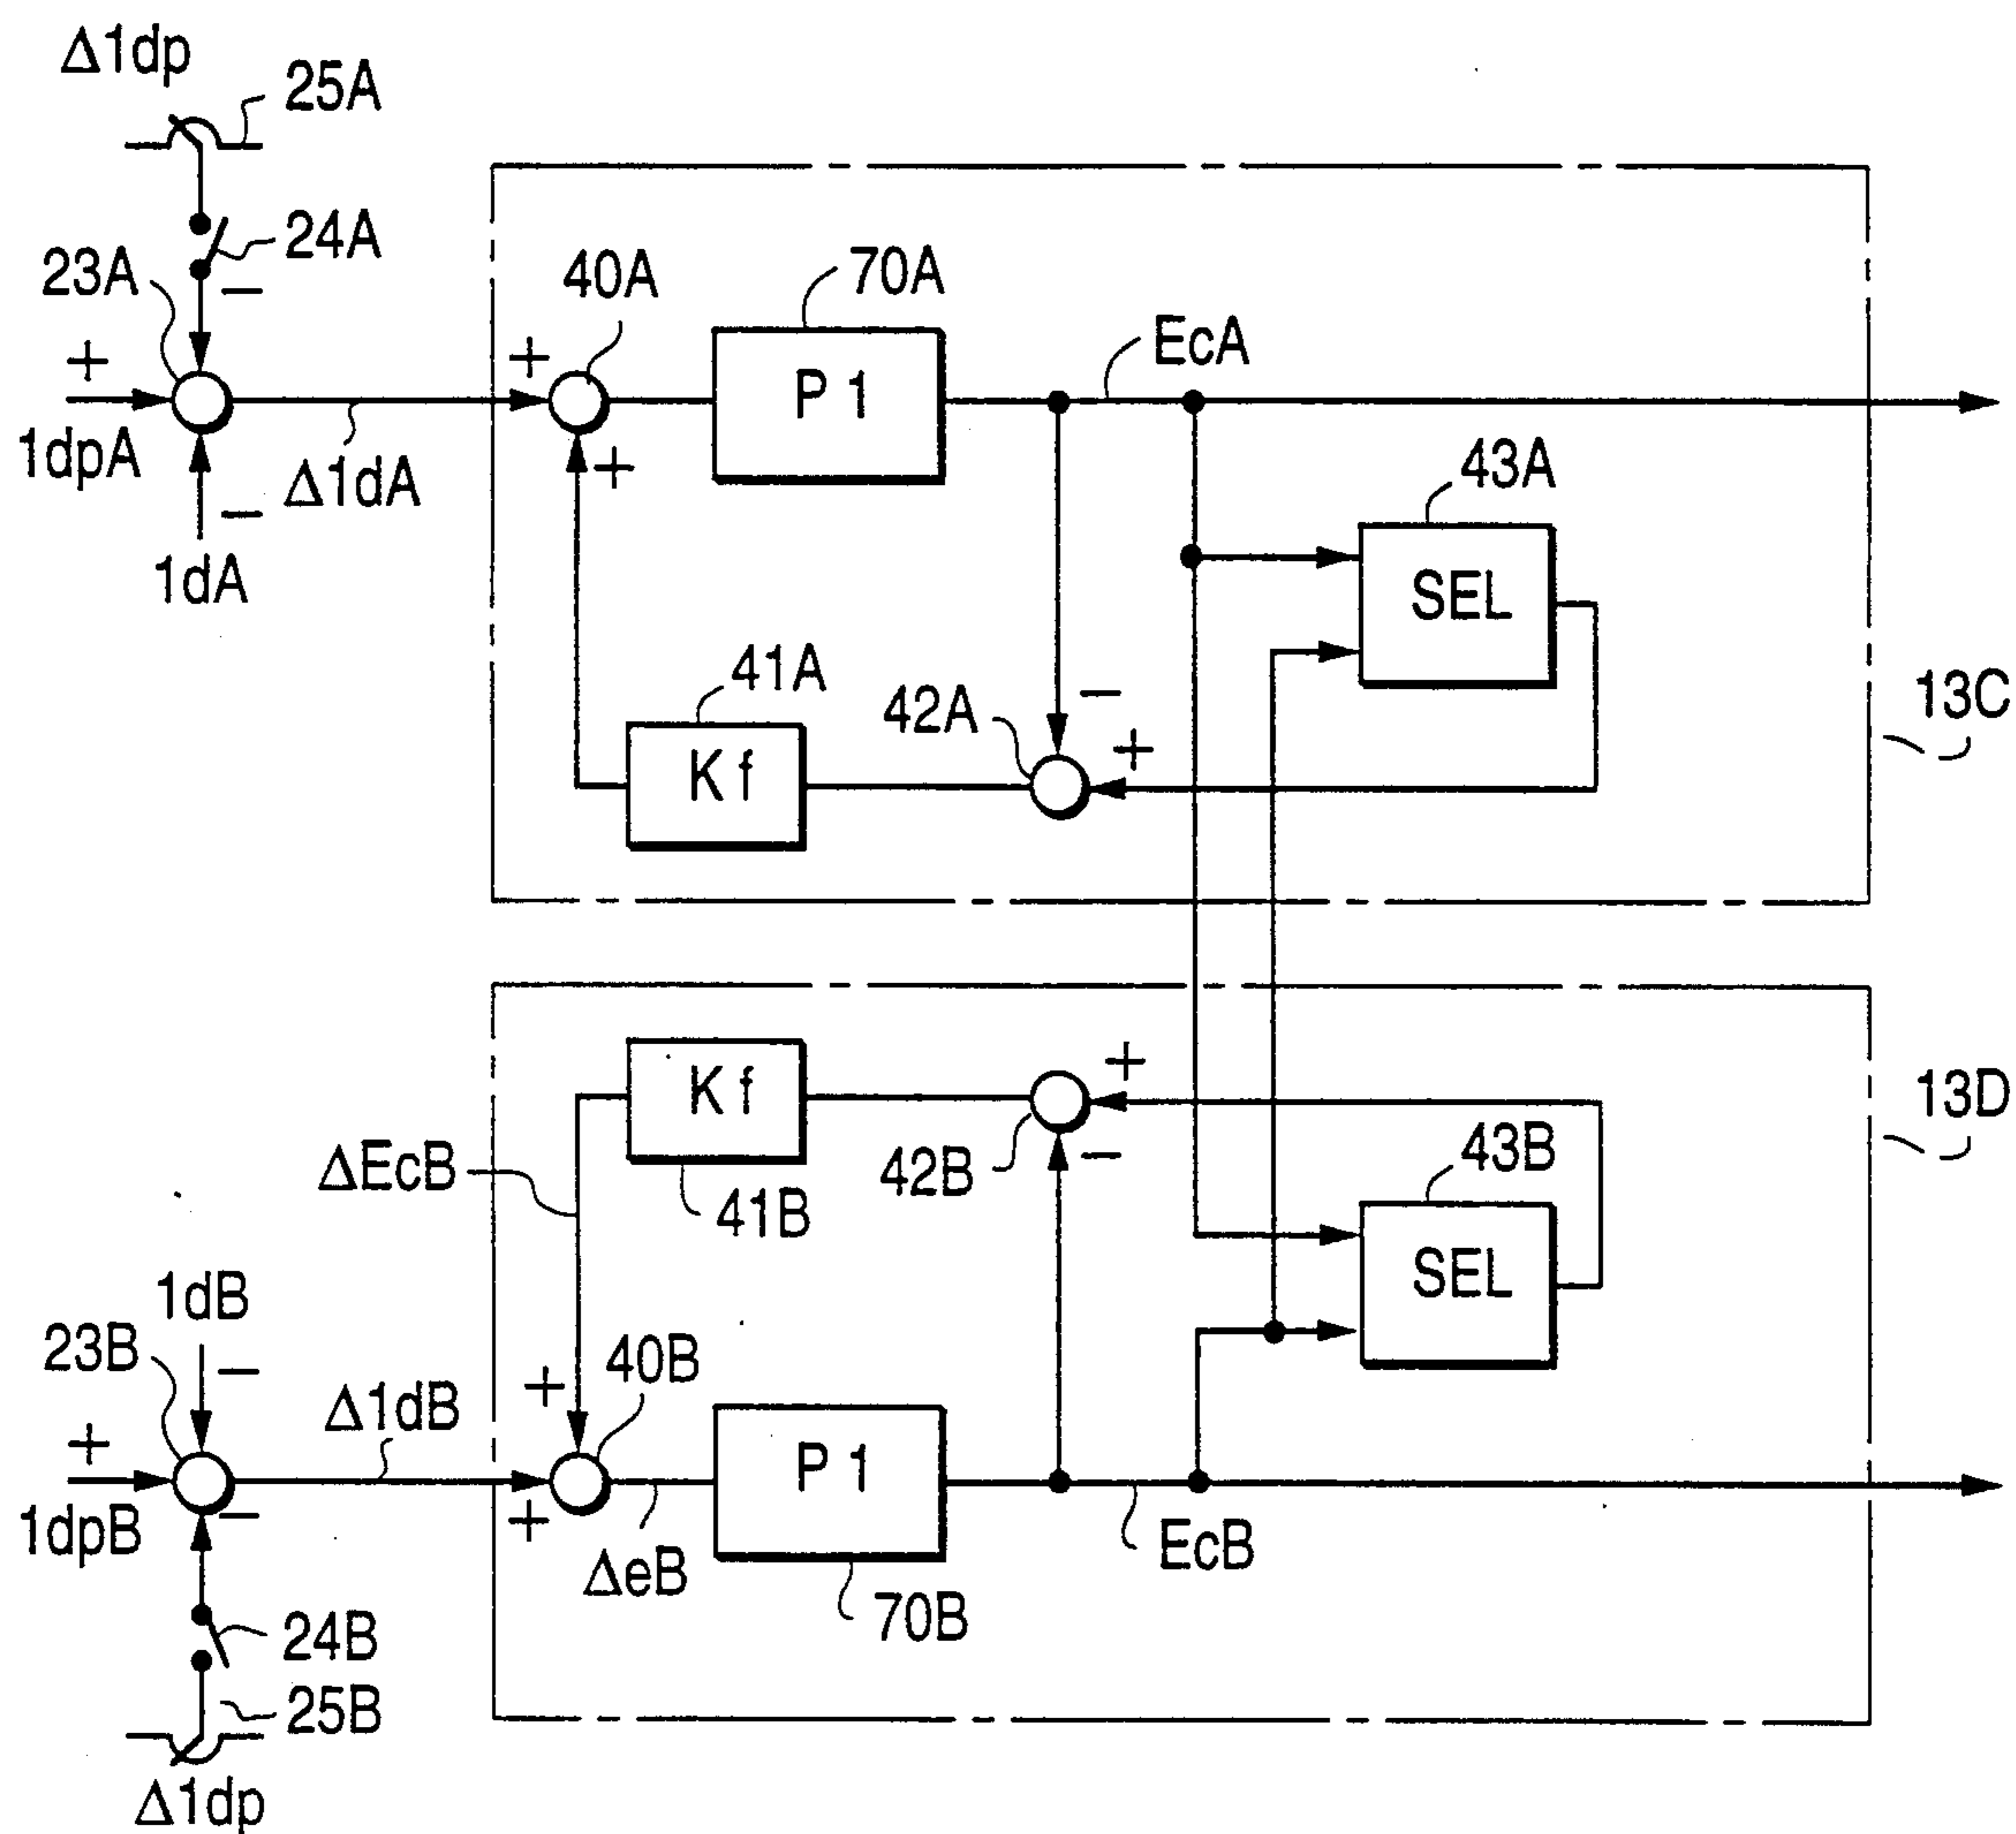 Δ1dp
25A
24A
23A
+
−
1dpA
−
1dA
Δ1dA
+
40A
+
70A
P 1
EcA
43A
SEL
41A
K f
42A
−
+
13C
K f
41B
+
42B
−
13D
43B
SEL
ΔEcB
1dB
23B
−
+
1dpB
−
Δ1dB
+
40B
+
ΔeB
P 1
70B
EcB
24B
25B
Δ1dp